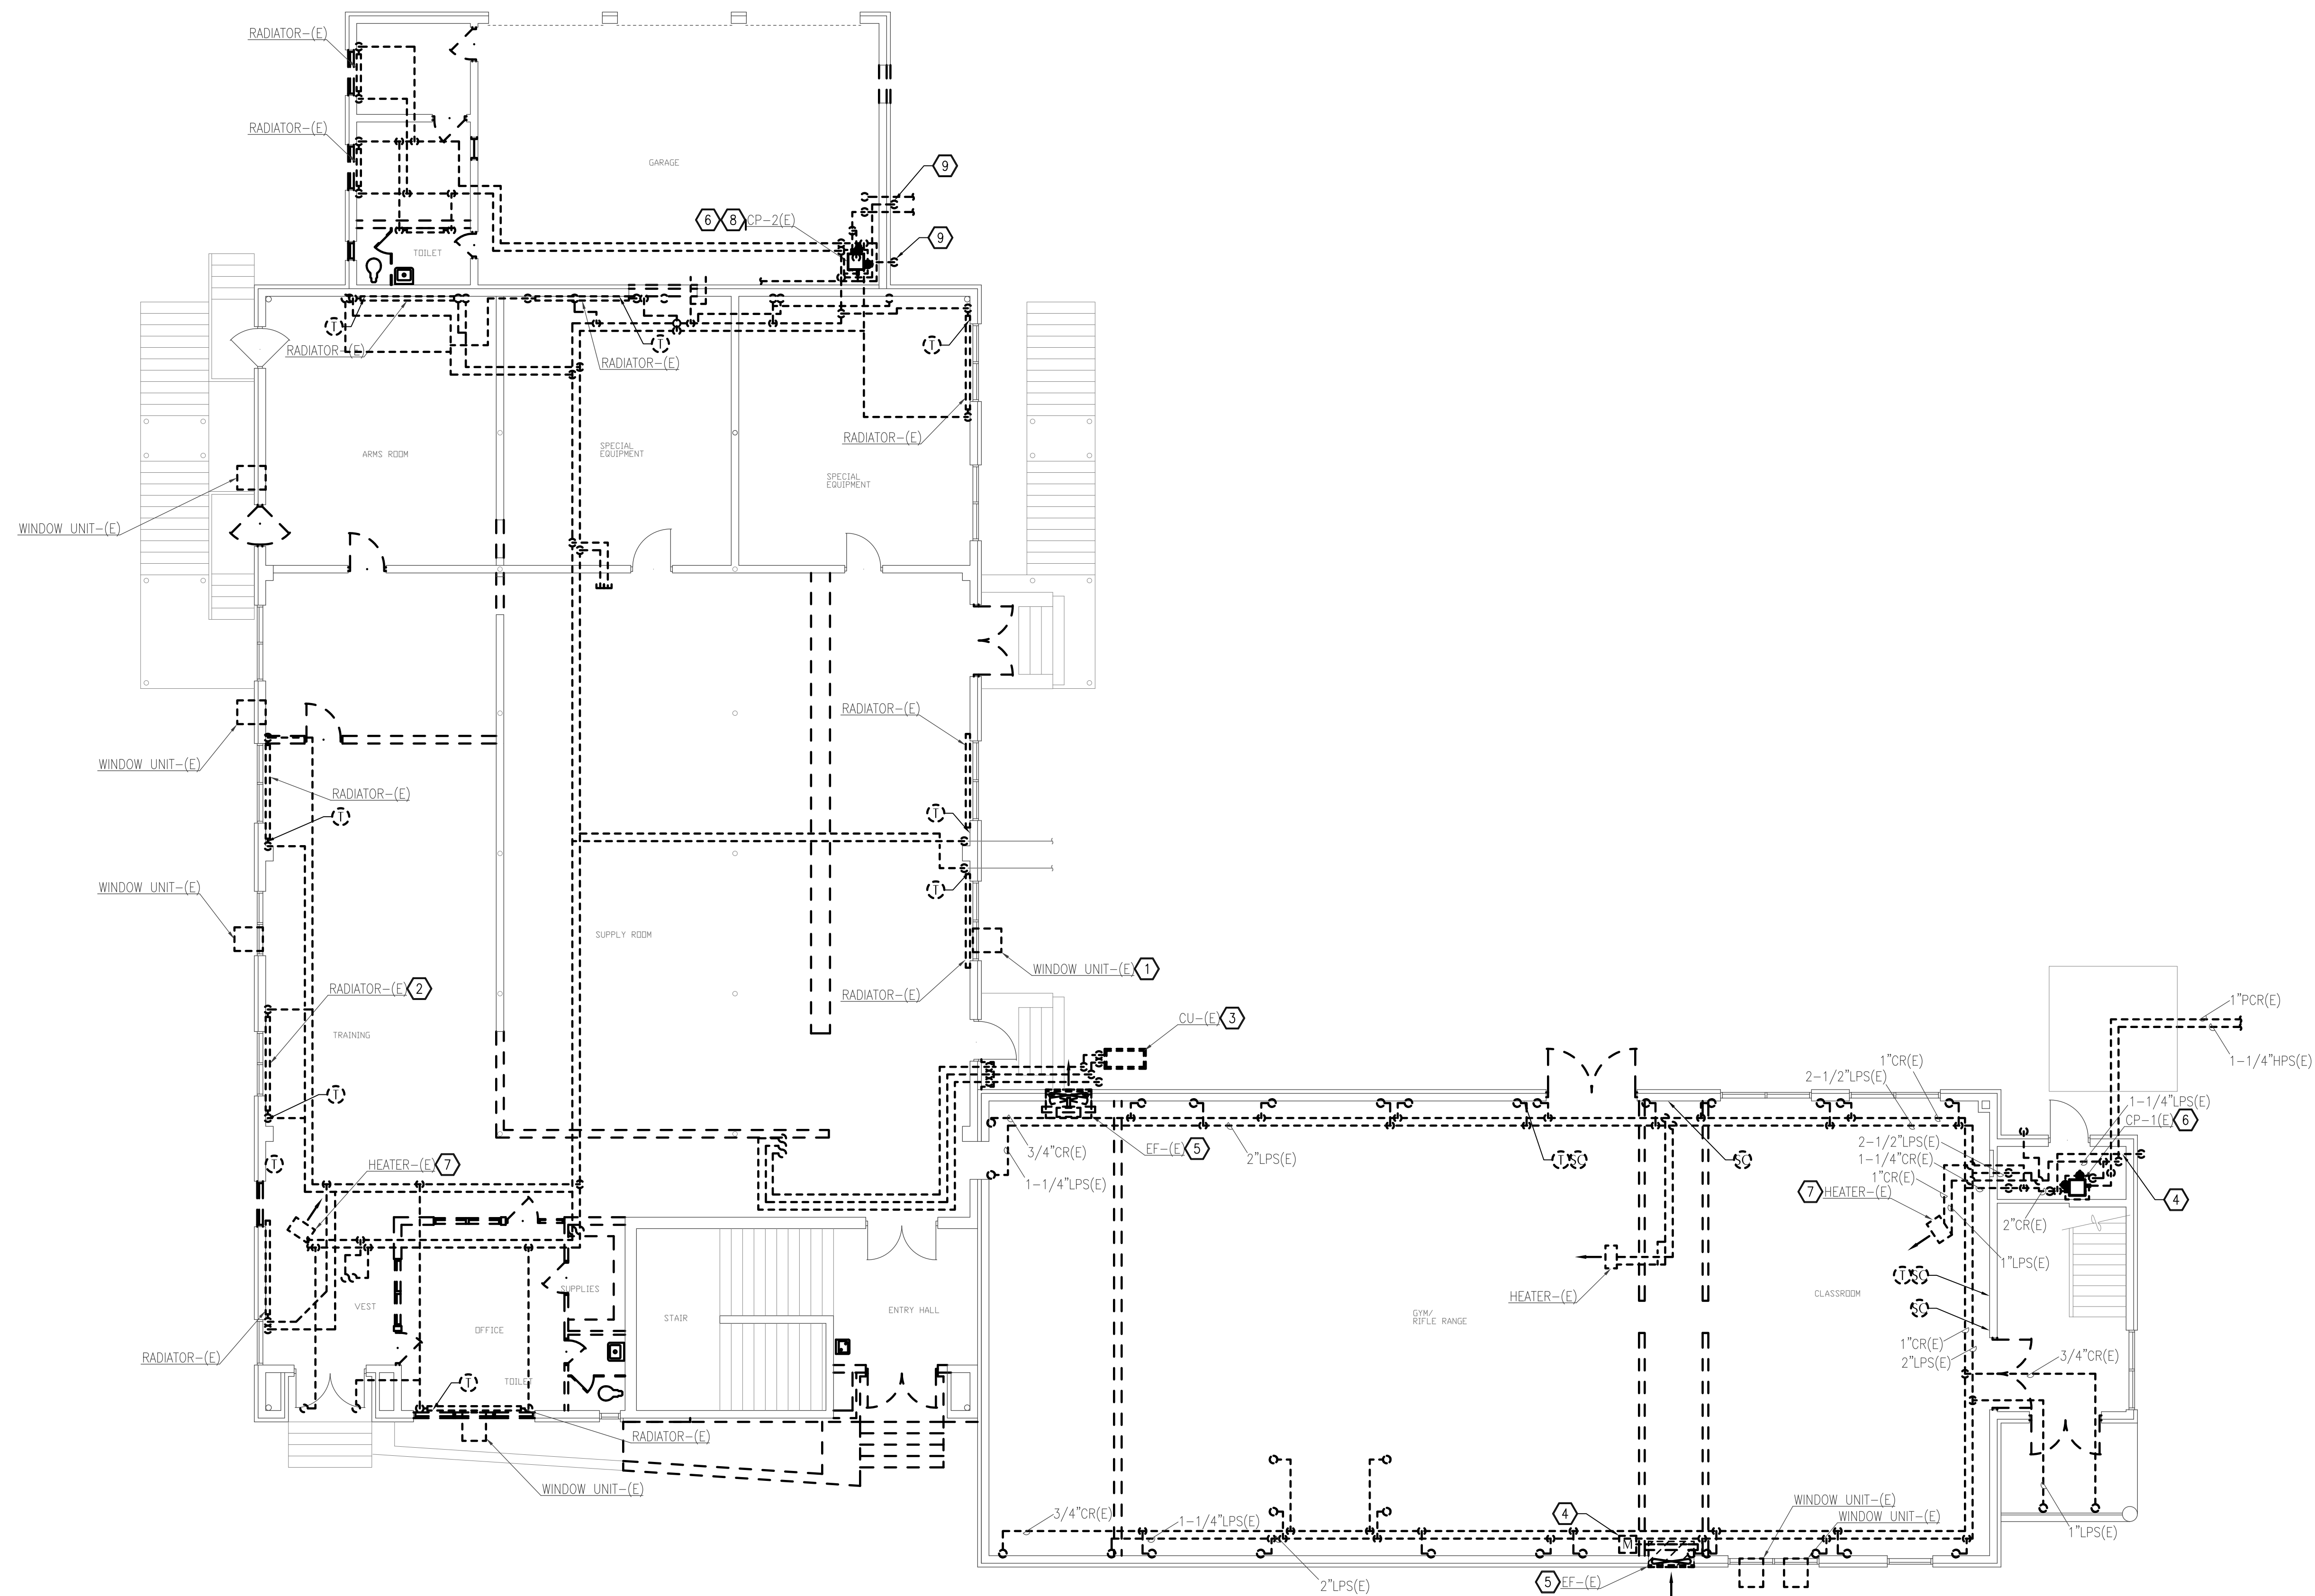 RADIATOR-(E)
RADIATOR-(E)
GARAGE
9
6 8 CP-2(E)
9
TOILET
T
RADIATOR-(E)
T
RADIATOR-(E)
T
RADIATOR-(E)
ARMS ROOM
SPECIAL
EQUIPMENT
SPECIAL
EQUIPMENT
WINDOW UNIT-(E)
RADIATOR-(E)
WINDOW UNIT-(E)
RADIATOR-(E)
T
T
WINDOW UNIT-(E)
T
SUPPLY ROOM
WINDOW UNIT-(E) 1
RADIATOR-(E) 2
RADIATOR-(E)
CU-(E) 3
TRAINING
T
T
HEATER-(E) 7
EF-(E) 5
3/4"CR(E)
1-1/4"LPS(E)
2"LPS(E)
T SC
SC
1"CR(E)
2-1/2"LPS(E)
1"PCR(E)
1-1/4"HPS(E)
1-1/4"LPS(E)
CP-1(E) 6
2-1/2"LPS(E)
1-1/4"CR(E)
1"CR(E)
7 HEATER-(E)
4
2"CR(E)
1"LPS(E)
T SC
SC
HEATER-(E)
CLASSROOM
GYM/
RIFLE RANGE
VEST
OFFICE
SUPPLIES
STAIR
ENTRY HALL
1"CR(E)
2"LPS(E)
3/4"CR(E)
RADIATOR-(E)
TOILET
T
RADIATOR-(E)
WINDOW UNIT-(E)
3/4"CR(E)
1-1/4"LPS(E)
4
M
WINDOW UNIT-(E)
WINDOW UNIT-(E)
1"LPS(E)
2"LPS(E)
5 EF-(E)